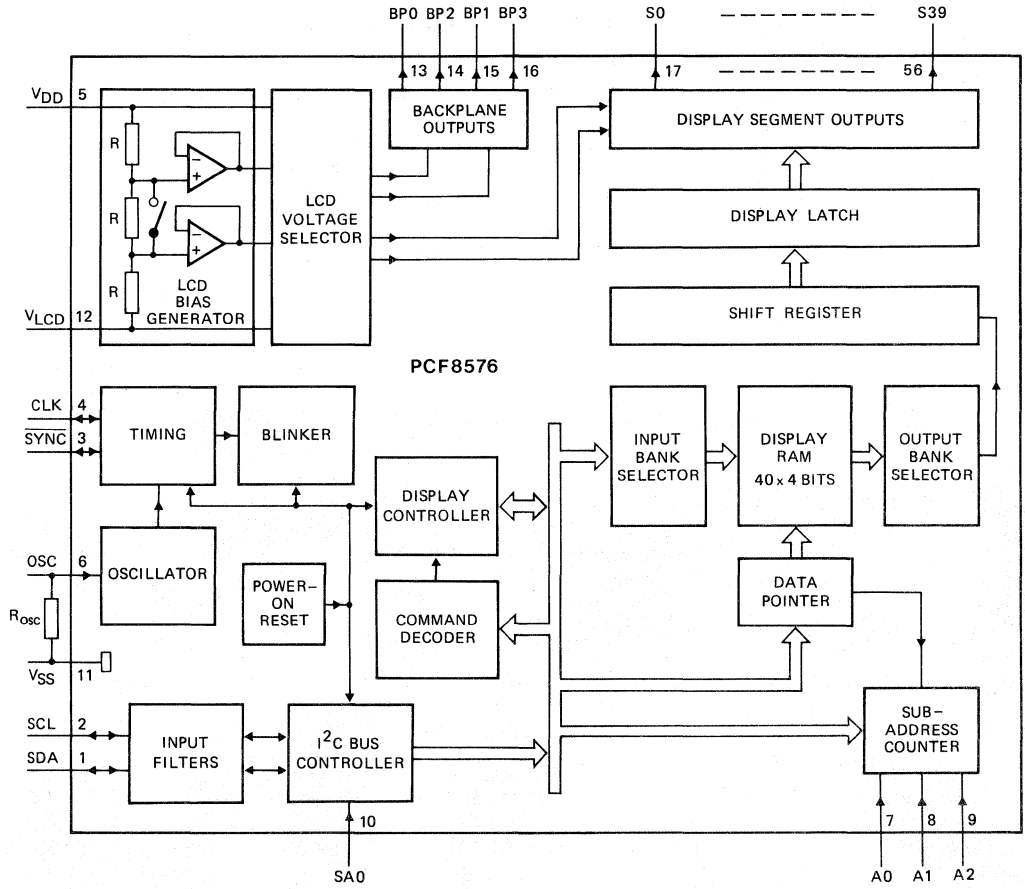 BP0 BP2 BP1 BP3 S0 S39
13 14 15 16 17 56
VDD 5
BACKPLANE
OUTPUTS
DISPLAY SEGMENT OUTPUTS
R
−
+
R
−
+
R
LCD
BIAS
GENERATOR
LCD
VOLTAGE
SELECTOR
DISPLAY LATCH
VLCD 12
SHIFT REGISTER
PCF8576
CLK 4
SYNC 3
TIMING
BLINKER
INPUT
BANK
SELECTOR
DISPLAY
RAM
40 x 4 BITS
OUTPUT
BANK
SELECTOR
DISPLAY
CONTROLLER
OSC 6
OSCILLATOR
ROSC
POWER–
ON
RESET
COMMAND
DECODER
DATA
POINTER
VSS 11
SCL 2
SDA 1
INPUT
FILTERS
I²C BUS
CONTROLLER
SUB–
ADDRESS
COUNTER
10
7 8 9
SA0
A0 A1 A2